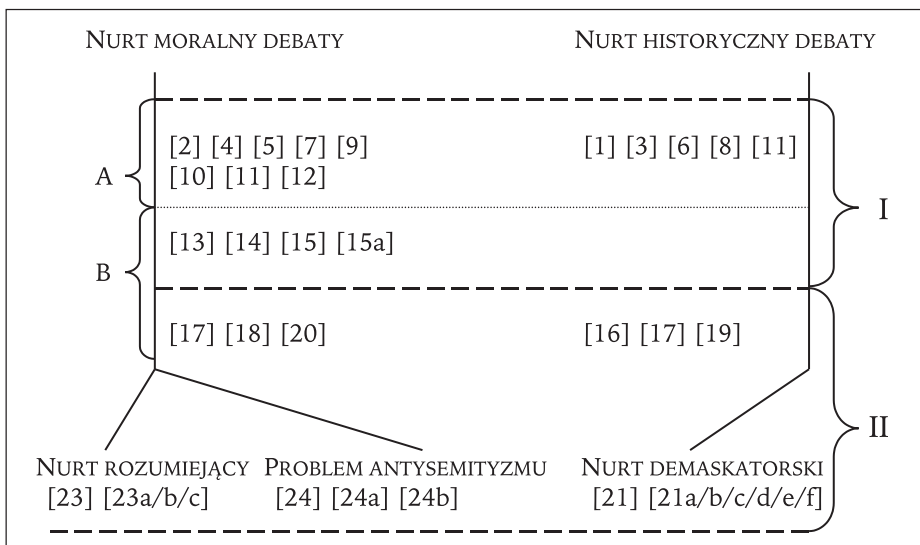 NURT MORALNY DEBATY NURT HISTORYCZNY DEBATY
[2] [4] [5] [7] [9] [1] [3] [6] [8] [11]
A [10] [11] [12]
I
[13] [14] [15] [15a]
B
[17] [18] [20] [16] [17] [19]
II
NURT ROZUMIEJĄCY PROBLEM ANTYSEMITYZMU NURT DEMASKATORSKI
[23] [23a/b/c] [24] [24a] [24b] [21] [21a/b/c/d/e/f]